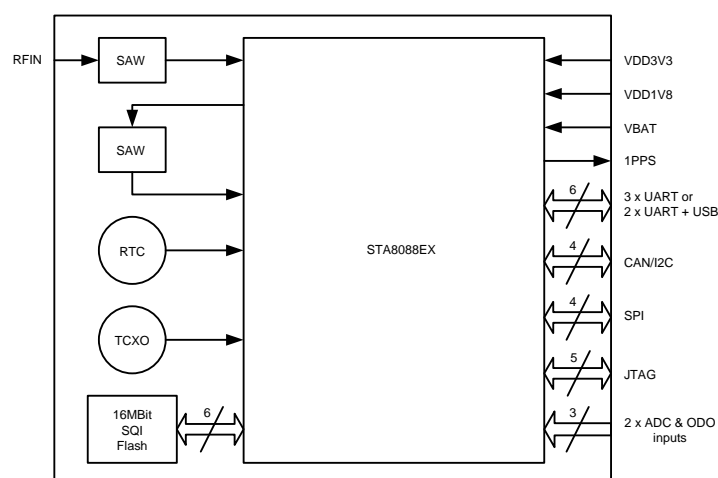 RFIN
SAW
SAW
RTC
TCXO
16MBit
SQI
Flash
6
STA8088EX
VDD3V3
VDD1V8
VBAT
1PPS
6
3 x UART or
2 x UART + USB
4
CAN/I2C
4
SPI
5
JTAG
3
2 x ADC & ODO
inputs